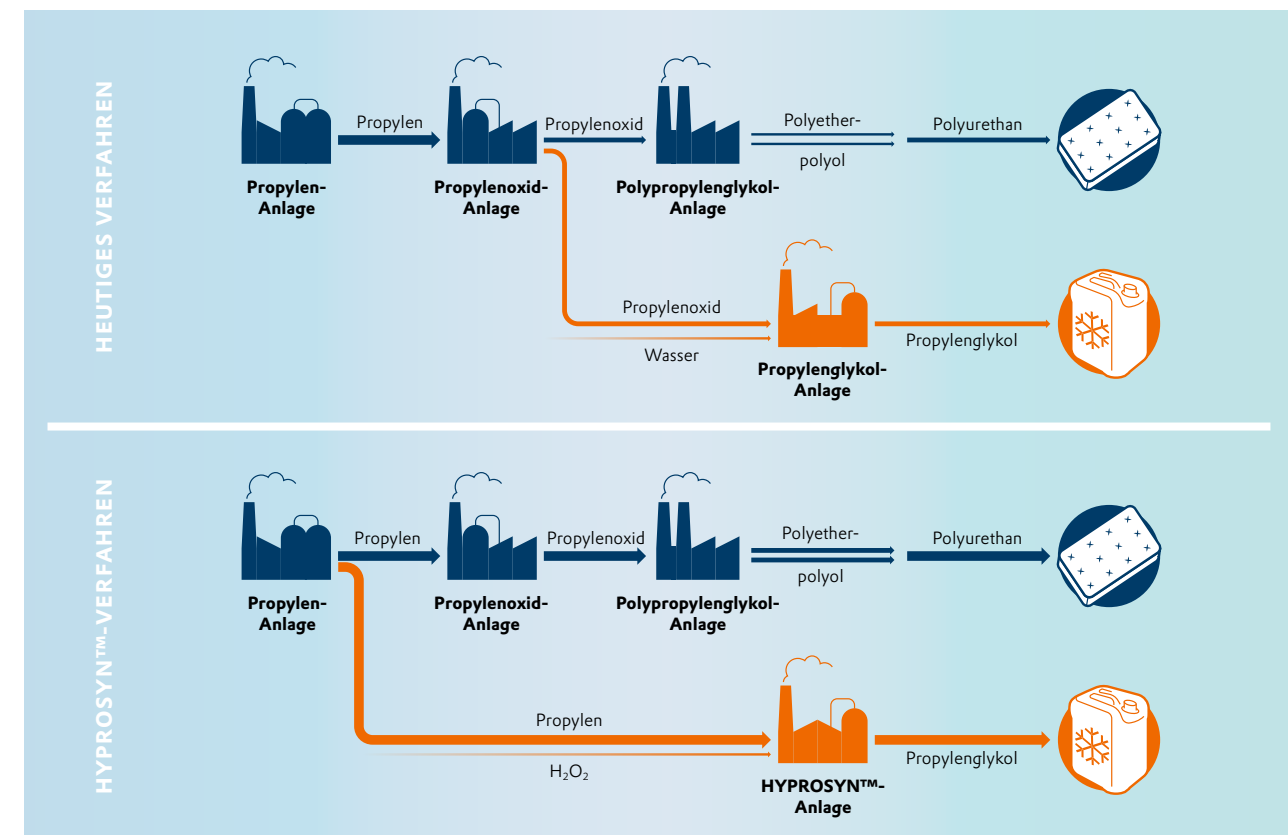 HEUTIGES VERFAHREN
Propylen
Propylenoxid
Polyether-
polyol
Polyurethan
Propylen-
Anlage
Propylenoxid-
Anlage
Polypropylenglykol-
Anlage
Propylenoxid
Wasser
Propylenglykol
Propylenglykol-
Anlage
HYPROSYN™-VERFAHREN
Propylen
Propylenoxid
Polyether-
polyol
Polyurethan
Propylen-
Anlage
Propylenoxid-
Anlage
Polypropylenglykol-
Anlage
Propylen
H₂O₂
Propylenglykol
HYPROSYN™-
Anlage